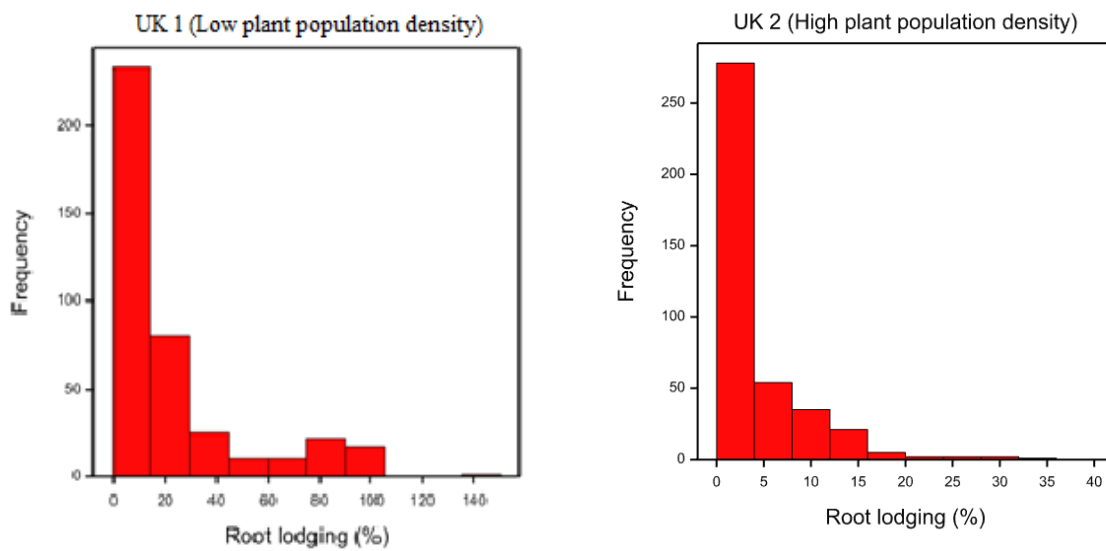 UK 1 (Low plant population density)
Frequency
200
150
100
50
0
0 20 40 60 80 100 120 140
Root lodging (%)
UK 2 (High plant population density)
Frequency
250
200
150
100
50
0
0 5 10 15 20 25 30 35 40
Root lodging (%)